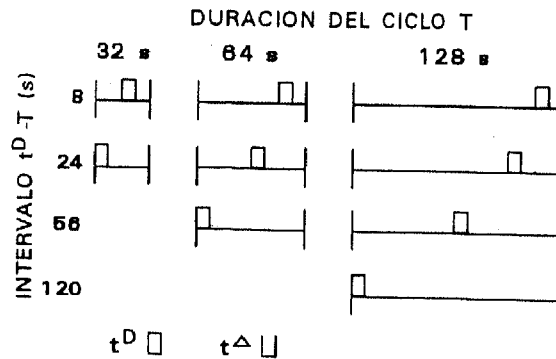 DURACION DEL CICLO T
32 s 64 s 128 s
INTERVALO t^D-T (s)
8
24
56
120
t^D t^Δ